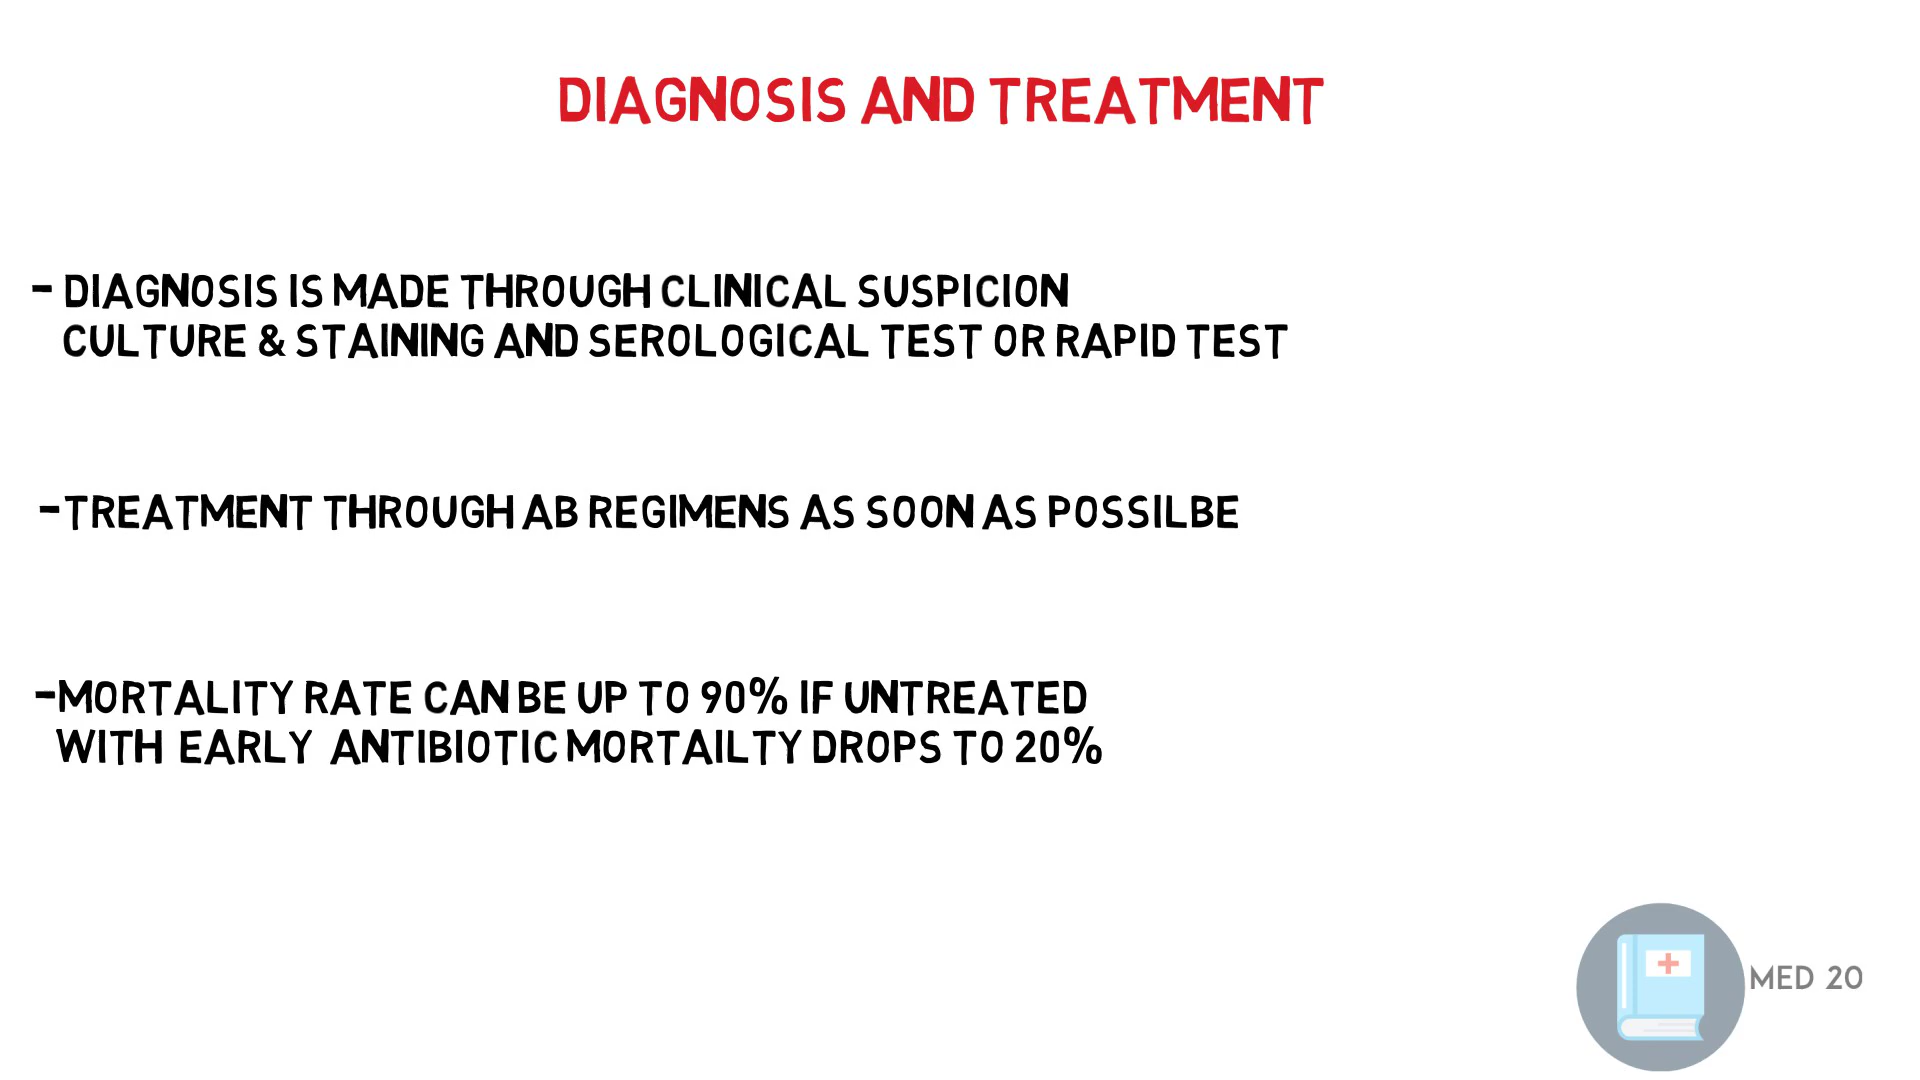 DIAGNOSIS AND TREATMENT
- DIAGNOSIS IS MADE THROUGH CLINICAL SUSPICION
CULTURE & STAINING AND SEROLOGICAL TEST OR RAPID TEST
-TREATMENT THROUGH AB REGIMENS AS SOON AS POSSILBE
-MORTALITY RATE CAN BE UP TO 90% IF UNTREATED
WITH EARLY ANTIBIOTIC MORTAILTY DROPS TO 20%
MED 20